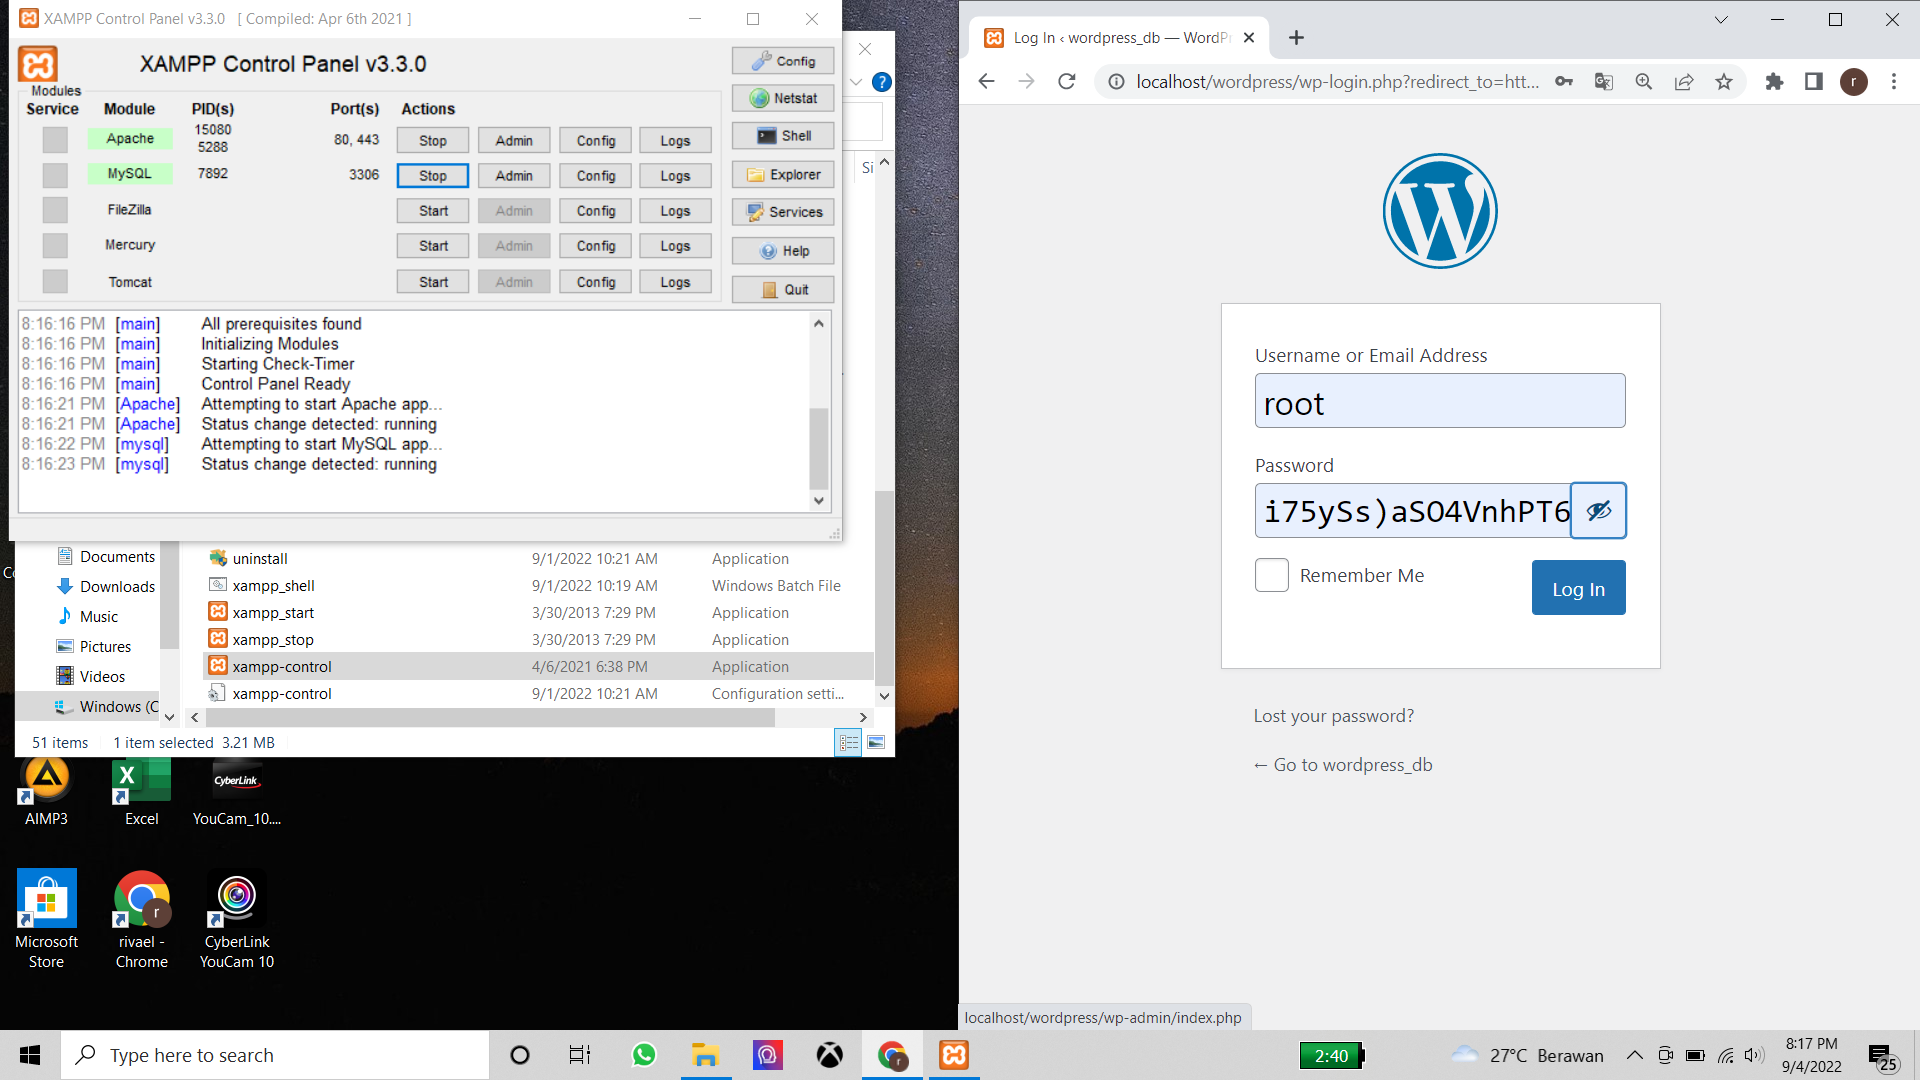 XAMPP Control Panel v3.3.0 [ Compiled: Apr 6th 2021 ]
XAMPP Control Panel v3.3.0
Modules
Service Module PID(s) Port(s) Actions
Apache 15080 5288 80, 443 Stop Admin Config Logs
MySQL 7892 3306 Stop Admin Config Logs
FileZilla Start Admin Config Logs
Mercury Start Admin Config Logs
Tomcat Start Admin Config Logs
Config
Netstat
Shell
Explorer
Services
Help
Quit
8:16:16 PM [main] All prerequisites found
8:16:16 PM [main] Initializing Modules
8:16:16 PM [main] Starting Check-Timer
8:16:16 PM [main] Control Panel Ready
8:16:21 PM [Apache] Attempting to start Apache app...
8:16:21 PM [Apache] Status change detected: running
8:16:22 PM [mysql] Attempting to start MySQL app...
8:16:23 PM [mysql] Status change detected: running
Si
Documents
Downloads
Music
Pictures
Videos
Windows (C
uninstall 9/1/2022 10:21 AM Application
xampp_shell 9/1/2022 10:19 AM Windows Batch File
xampp_start 3/30/2013 7:29 PM Application
xampp_stop 3/30/2013 7:29 PM Application
xampp-control 4/6/2021 6:38 PM Application
xampp-control 9/1/2022 10:21 AM Configuration setti...
51 items 1 item selected 3.21 MB
AIMP3
Excel
CyberLink
YouCam_10....
Microsoft
Store
rivael -
Chrome
CyberLink
YouCam 10
Log In ‹ wordpress_db — WordPr
localhost/wordpress/wp-login.php?redirect_to=htt...
r
Username or Email Address
root
Password
i75ySs)aSO4VnhPT6
Remember Me
Log In
Lost your password?
← Go to wordpress_db
localhost/wordpress/wp-admin/index.php
Type here to search
2:40
27°C Berawan
8:17 PM
9/4/2022
25